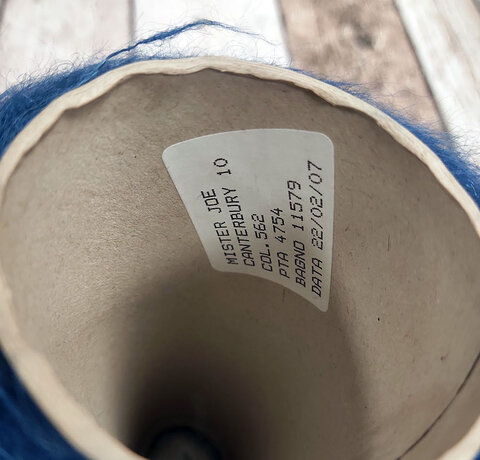 MISTER JOE
CANTERBURY 10
COL.562
PTA 4754
BAGNO 11579
DATA 22/02/07